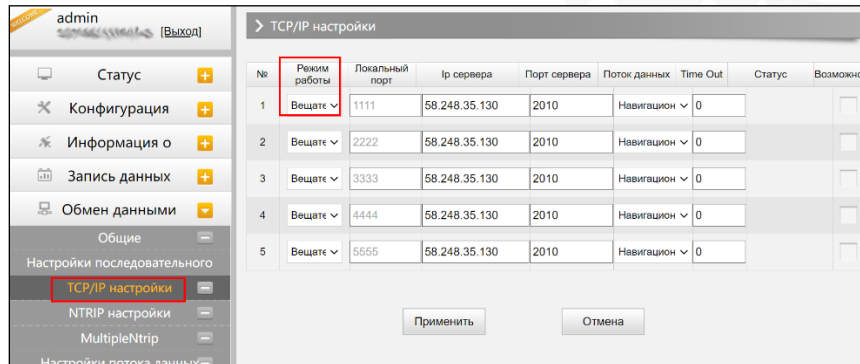 WELCOME
admin
[Выход]
Статус
Конфигурация
Информация о
Запись данных
Обмен данными
Общие
Настройки последовательного
TCP/IP настройки
NTRIP настройки
MultipleNtrip
Настройки потока данных
TCP/IP настройки
№ Режим работы Локальный порт Ip сервера Порт сервера Поток данных Time Out Статус Возможно
1 Вещате 1111 58.248.35.130 2010 Навигацион 0
2 Вещате 2222 58.248.35.130 2010 Навигацион 0
3 Вещате 3333 58.248.35.130 2010 Навигацион 0
4 Вещате 4444 58.248.35.130 2010 Навигацион 0
5 Вещате 5555 58.248.35.130 2010 Навигацион 0
Применить Отмена